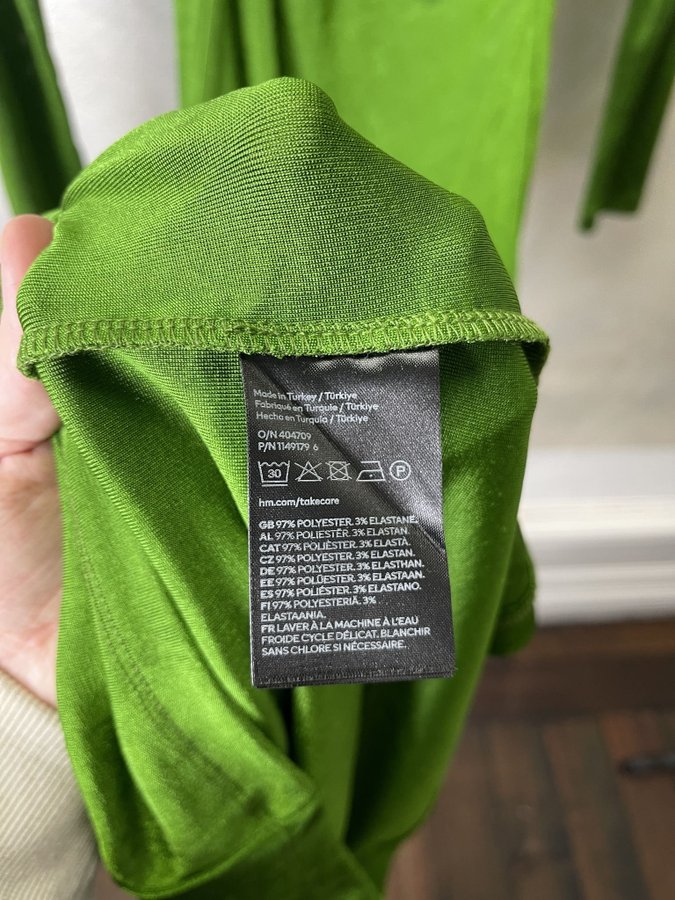 Made in Turkey / Türkiye
Fabriqué en Turquie / Türkiye
Hecho en Turquía / Türkiye
O/N 404709
P/N 1149179 6
30
P
hm.com/takecare
GB 97% POLYESTER. 3% ELASTANE.
AL 97% POLIESTËR. 3% ELASTAN.
CAT 97% POLIÈSTER. 3% ELASTÀ.
CZ 97% POLYESTER. 3% ELASTAN.
DE 97% POLYESTER. 3% ELASTHAN.
EE 97% POLÜESTER. 3% ELASTAAN.
ES 97% POLIÉSTER. 3% ELASTANO.
FI 97% POLYESTERIÄ. 3%
ELASTAANIA.
FR LAVER À LA MACHINE À L'EAU
FROIDE CYCLE DÉLICAT. BLANCHIR
SANS CHLORE SI NÉCESSAIRE.